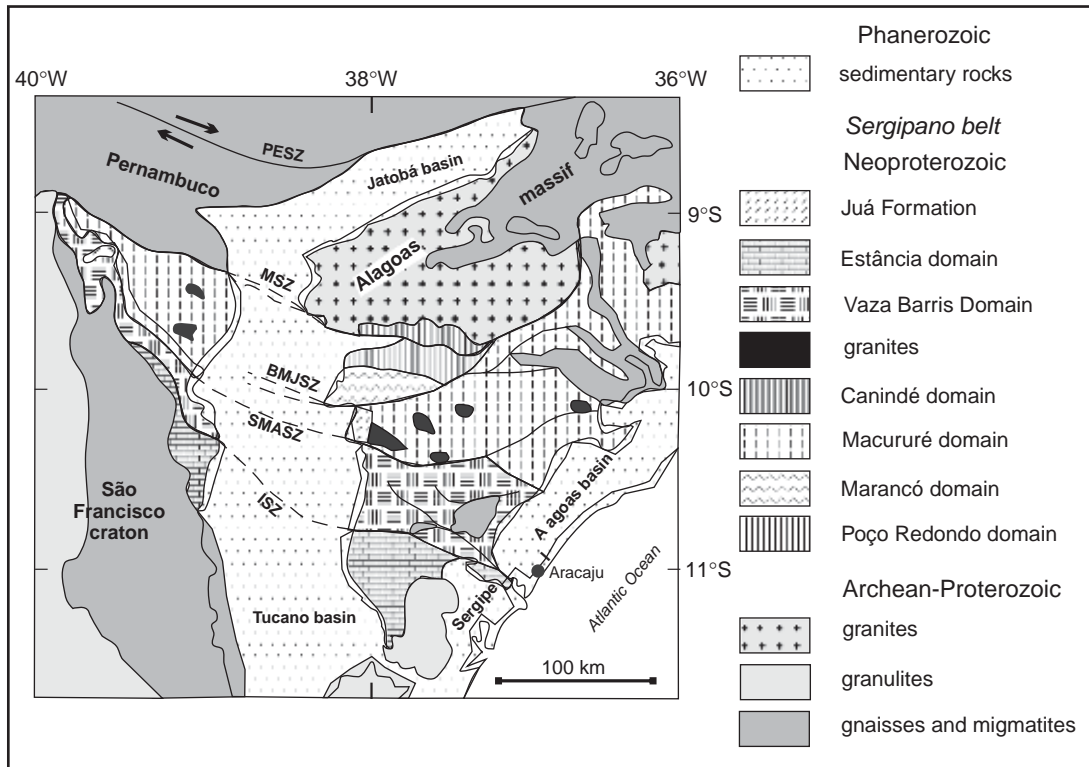 40°W
38°W
36°W
PESZ
Pernambuco
Jatobá basin
massif
9°S
Alagoas
MSZ
BMJSZ
10°S
SMASZ
São
Francisco
craton
ISZ
A agoas basin
l
11°S
Aracaju
Atlantic Ocean
Sergipe
Tucano basin
100 km
Phanerozoic
sedimentary rocks
Sergipano belt
Neoproterozoic
Juá Formation
Estância domain
Vaza Barris Domain
granites
Canindé domain
Macururé domain
Marancó domain
Poço Redondo domain
Archean-Proterozoic
granites
granulites
gnaisses and migmatites